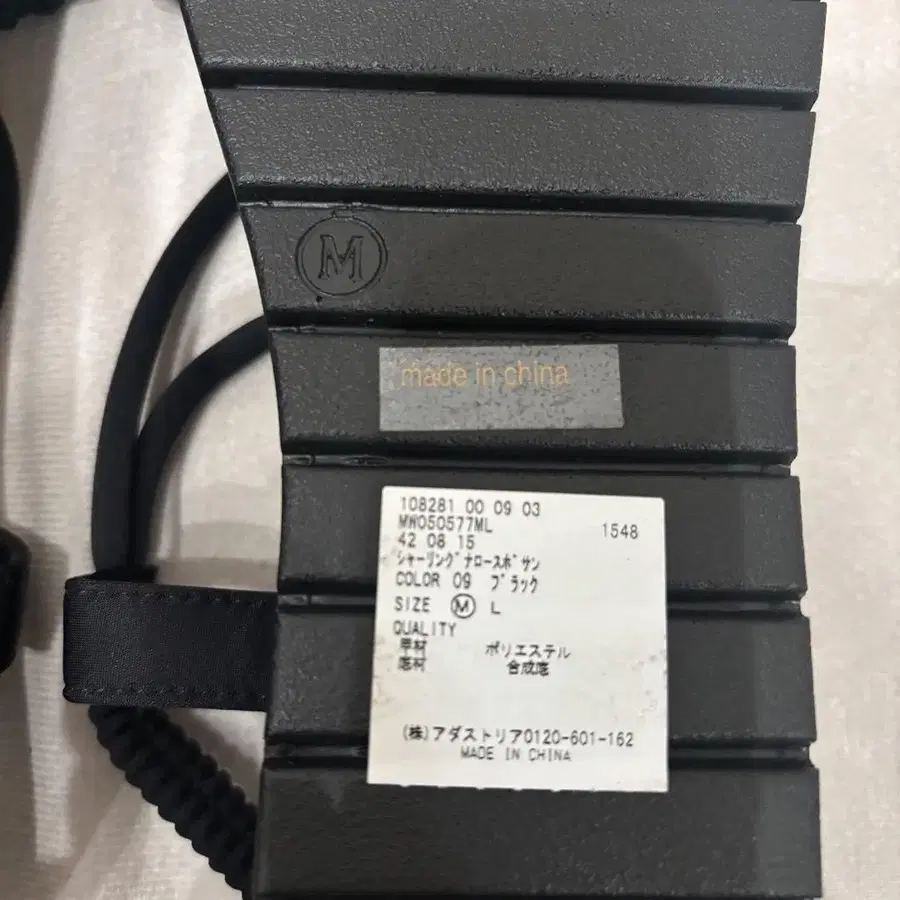 M
made in china
108281 00 09 03
MW050577ML 1548
42 08 15
シャーリングナロースポサン
COLOR 09 ブラック
SIZE Ⓜ L
QUALITY
甲材 ポリエステル
底材 合成底
(株)アダストリア0120-601-162
MADE IN CHINA